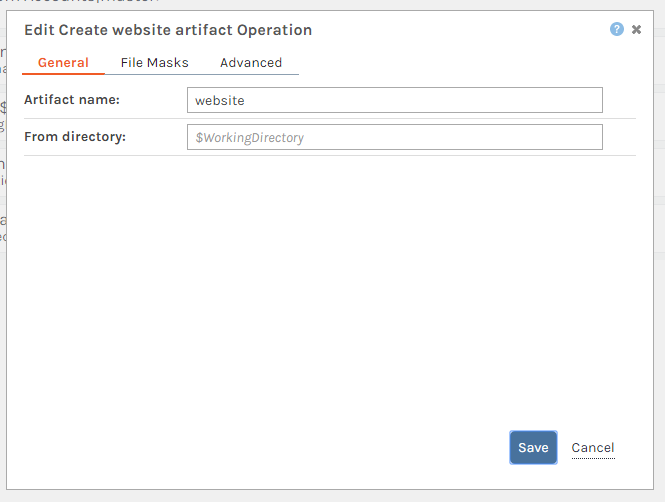 Edit Create website artifact Operation
?
General File Masks Advanced
Artifact name: website
From directory: $WorkingDirectory
Save Cancel